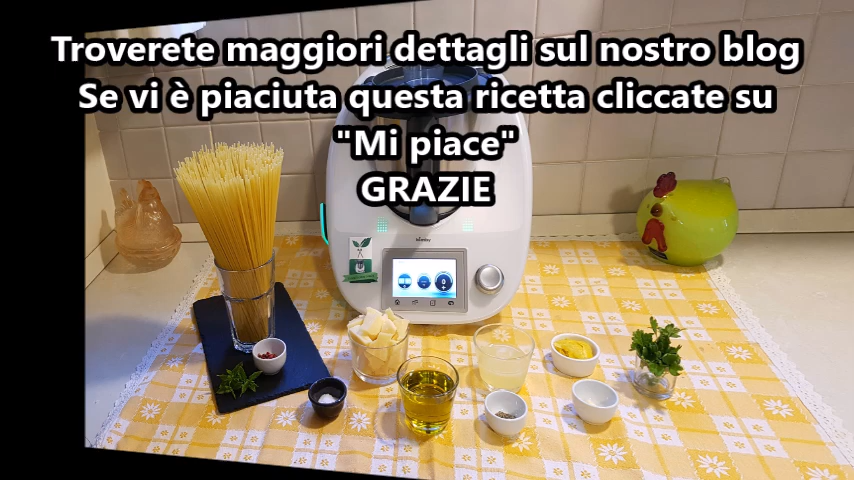 Troverete maggiori dettagli sul nostro blog
Se vi è piaciuta questa ricetta cliccate su
"Mi piace"
GRAZIE